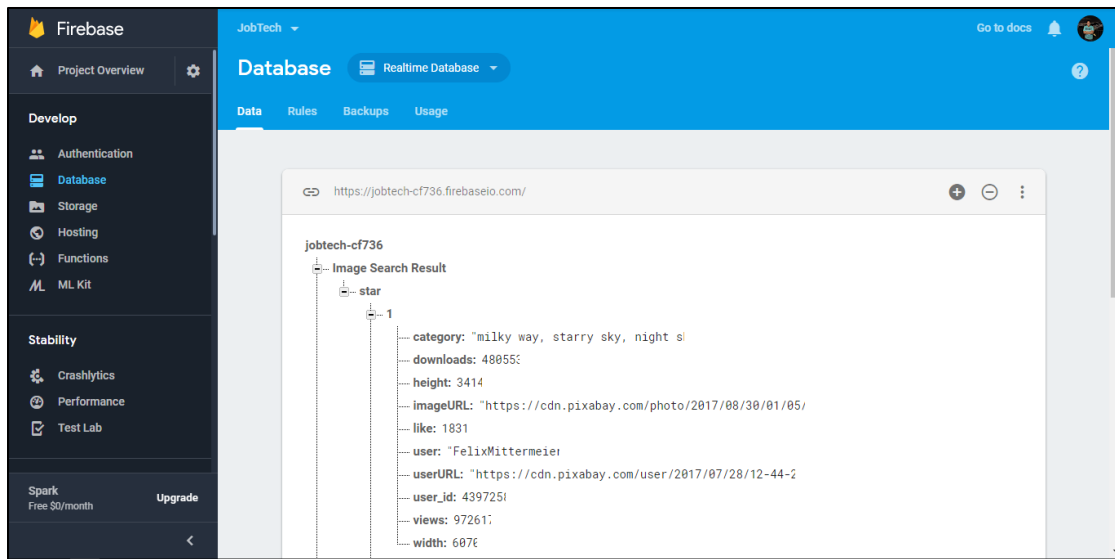 Firebase
Project Overview
Develop
Authentication
Database
Storage
Hosting
Functions
ML Kit
Stability
Crashlytics
Performance
Test Lab
Spark
Free $0/month
Upgrade
JobTech
Go to docs
Database
Realtime Database
Data Rules Backups Usage
https://jobtech-cf736.firebaseio.com/
jobtech-cf736
Image Search Result
star
1
category: "milky way, starry sky, night
downloads: 480553
height: 3414
imageURL: "https://cdn.pixabay.com/photo/2017/08/30/01/05/
like: 1831
user: "FelixMittermeier
userURL: "https://cdn.pixabay.com/user/2017/07/28/12-44-2
user_id: 4397258
views: 972617
width: 6070